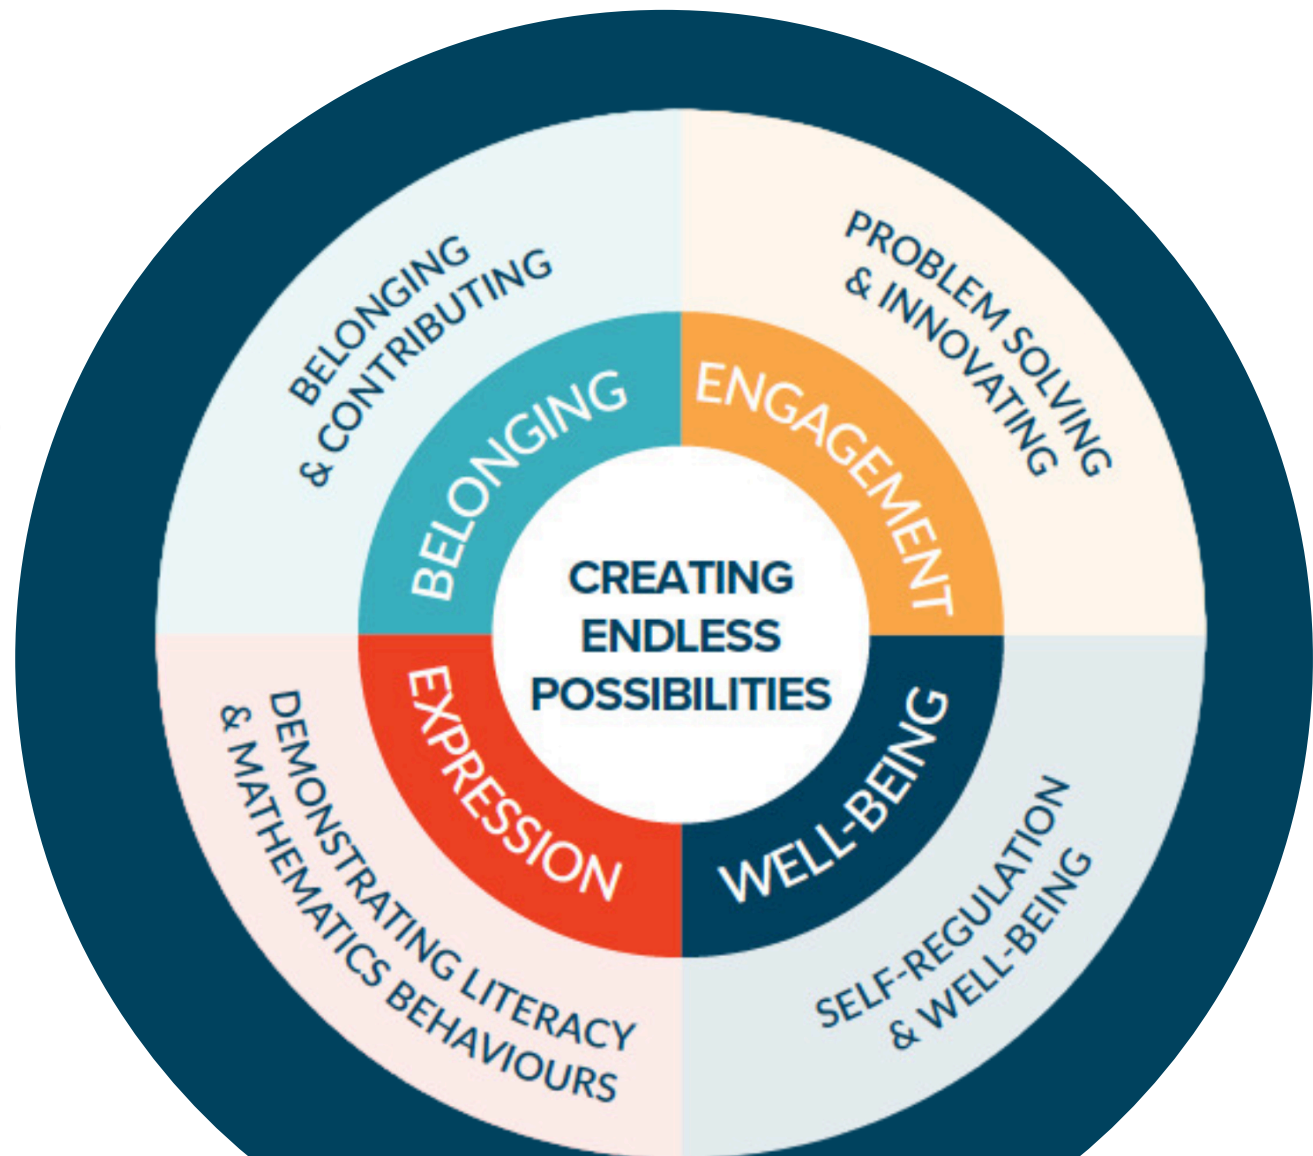 BELONGING
& CONTRIBUTING
PROBLEM SOLVING
& INNOVATING
BELONGING
ENGAGEMENT
CREATING
ENDLESS
POSSIBILITIES
EXPRESSION
WELL-BEING
DEMONSTRATING LITERACY
& MATHEMATICS BEHAVIOURS
SELF-REGULATION
& WELL-BEING